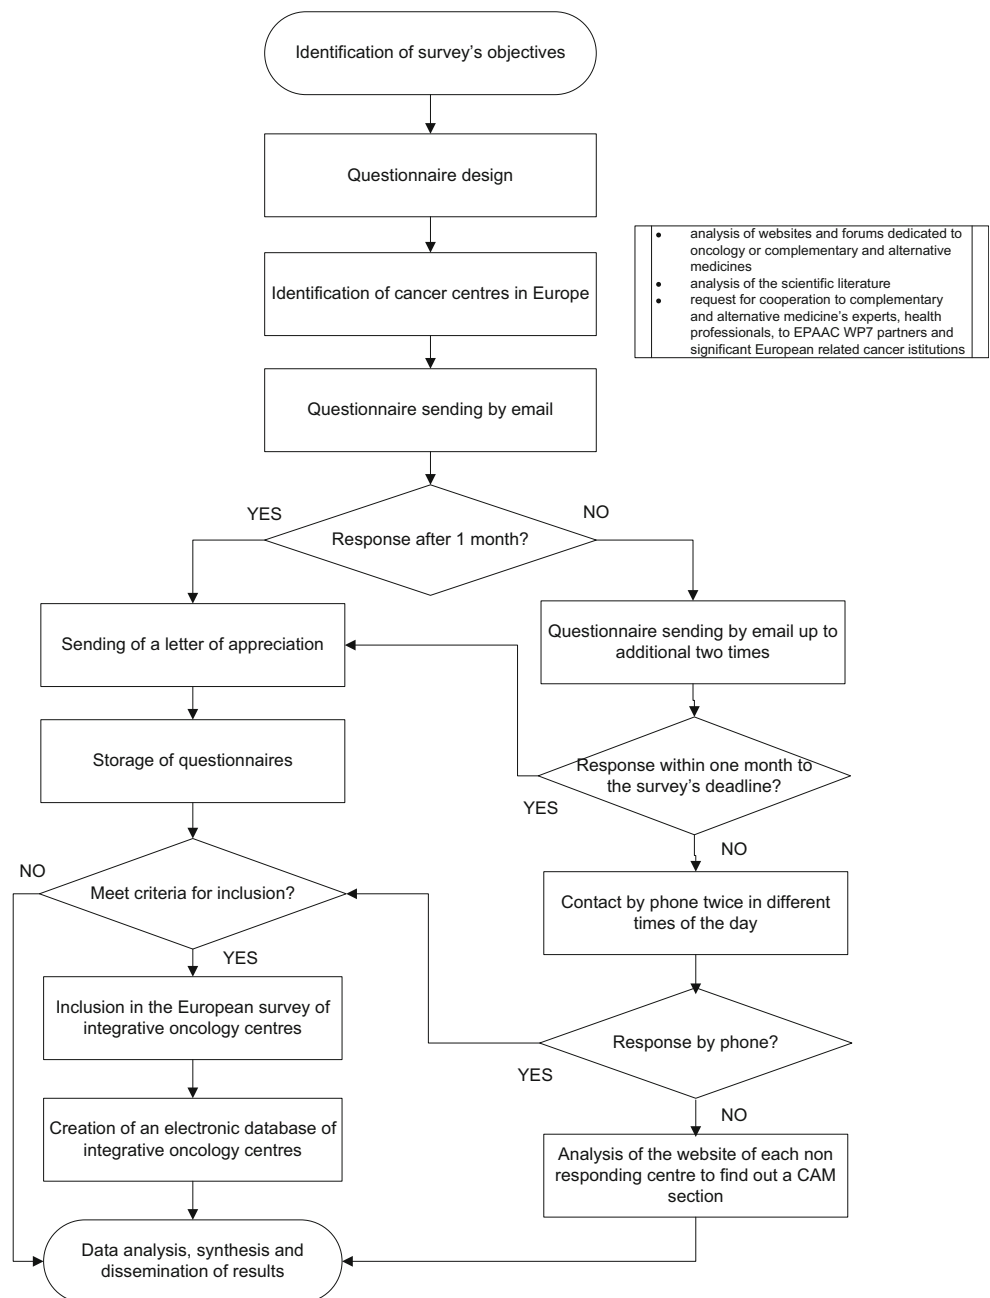 Identification of survey's objectives
Questionnaire design
• analysis of websites and forums dedicated to
oncology or complementary and alternative
medicines
• analysis of the scientific literature
• request for cooperation to complementary
and alternative medicine's experts, health
professionals, to EPAAC WP7 partners and
significant European related cancer istitutions
Identification of cancer centres in Europe
Questionnaire sending by email
YES
NO
Response after 1 month?
Sending of a letter of appreciation
Questionnaire sending by email up to
additional two times
Storage of questionnaires
Response within one month to
the survey's deadline?
YES
NO
NO
Meet criteria for inclusion?
YES
Contact by phone twice in different
times of the day
Inclusion in the European survey of
integrative oncology centres
Response by phone?
YES
NO
Creation of an electronic database of
integrative oncology centres
Analysis of the website of each non
responding centre to find out a CAM
section
Data analysis, synthesis and
dissemination of results